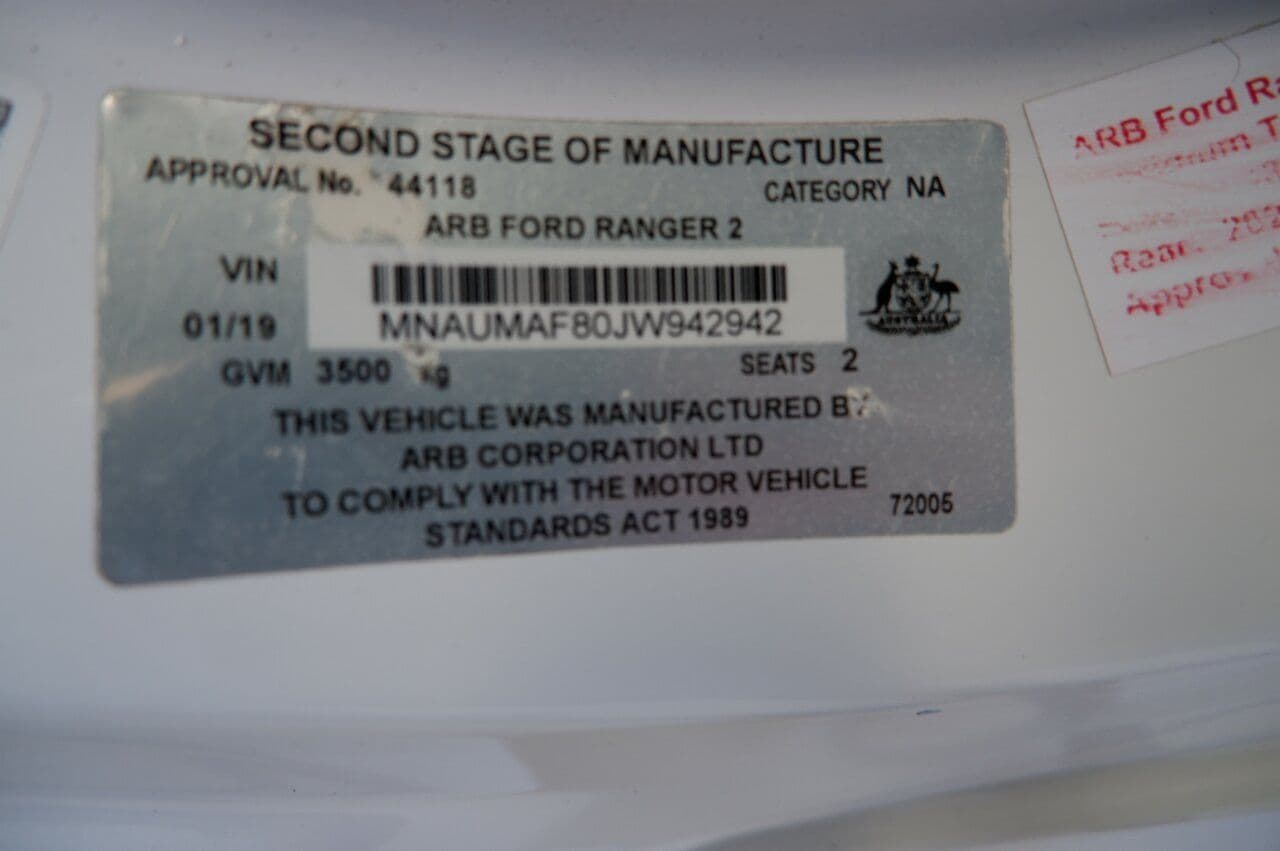 SECOND STAGE OF MANUFACTURE
APPROVAL No. 44118
CATEGORY NA
ARB FORD RANGER 2
VIN
01/19
MNAUMAF80JW942942
AUSTRALIA
GVM 3500 kg
SEATS 2
THIS VEHICLE WAS MANUFACTURED BY
ARB CORPORATION LTD
TO COMPLY WITH THE MOTOR VEHICLE
STANDARDS ACT 1989
72005
ARB Ford
Rear